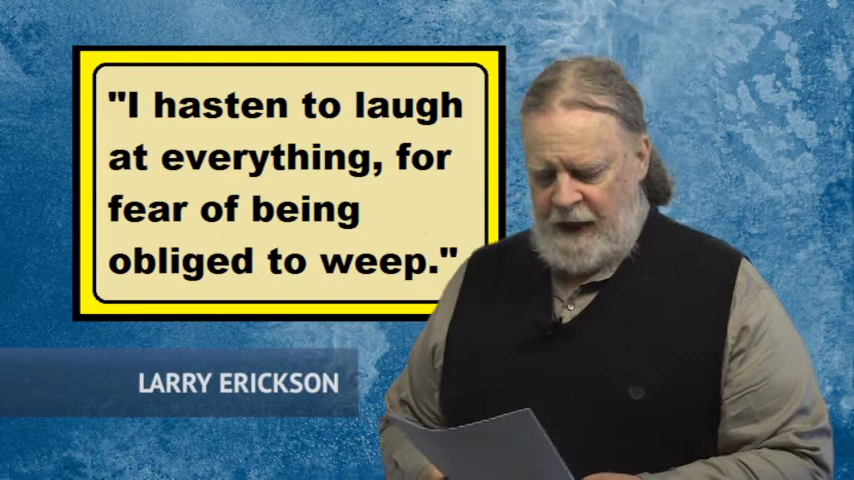 "I hasten to laugh
at everything, for
fear of being
obliged to weep."
LARRY ERICKSON